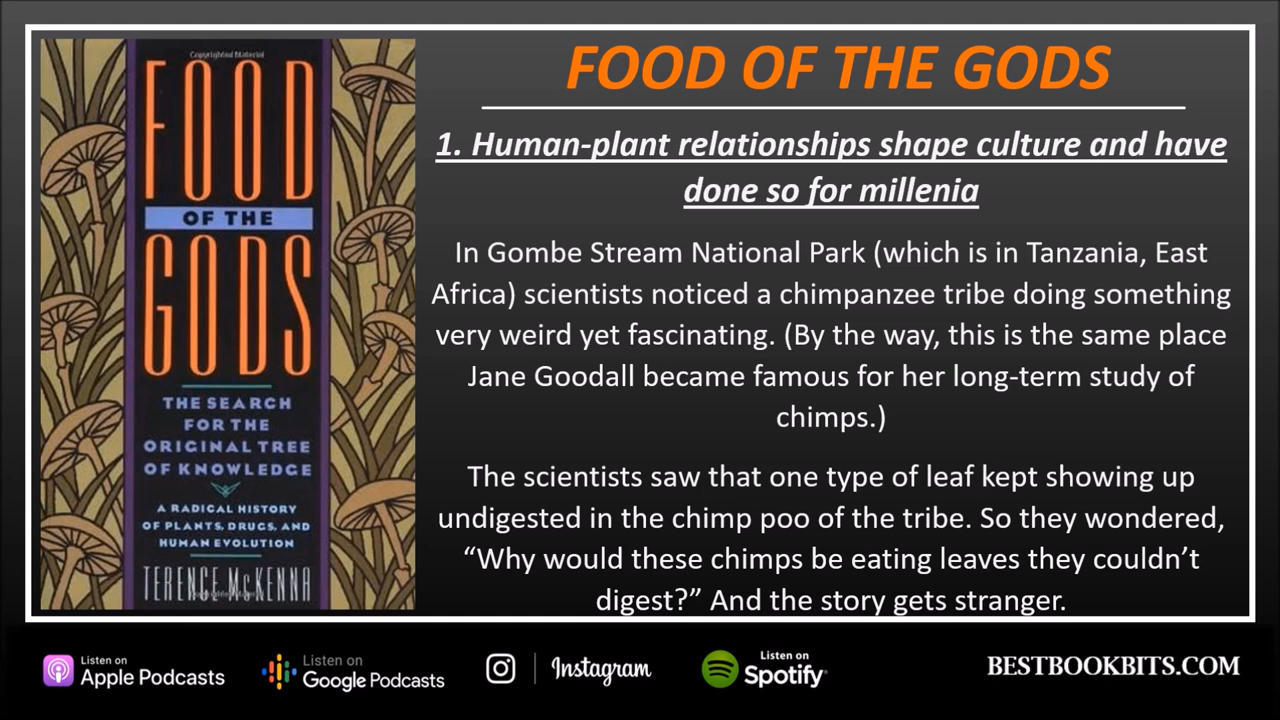 Copyrighted Material
FOOD
OF THE
GODS
THE SEARCH
FOR THE
ORIGINAL TREE
OF KNOWLEDGE
A RADICAL HISTORY
OF PLANTS, DRUGS, AND
HUMAN EVOLUTION
TERENCE McKENNA
FOOD OF THE GODS
1. Human-plant relationships shape culture and have
done so for millenia
In Gombe Stream National Park (which is in Tanzania, East
Africa) scientists noticed a chimpanzee tribe doing something
very weird yet fascinating. (By the way, this is the same place
Jane Goodall became famous for her long-term study of
chimps.)
The scientists saw that one type of leaf kept showing up
undigested in the chimp poo of the tribe. So they wondered,
“Why would these chimps be eating leaves they couldn’t
digest?” And the story gets stranger.
Listen on
Apple Podcasts
Listen on
Google Podcasts
Instagram
Listen on
Spotify
BESTBOOKBITS.COM